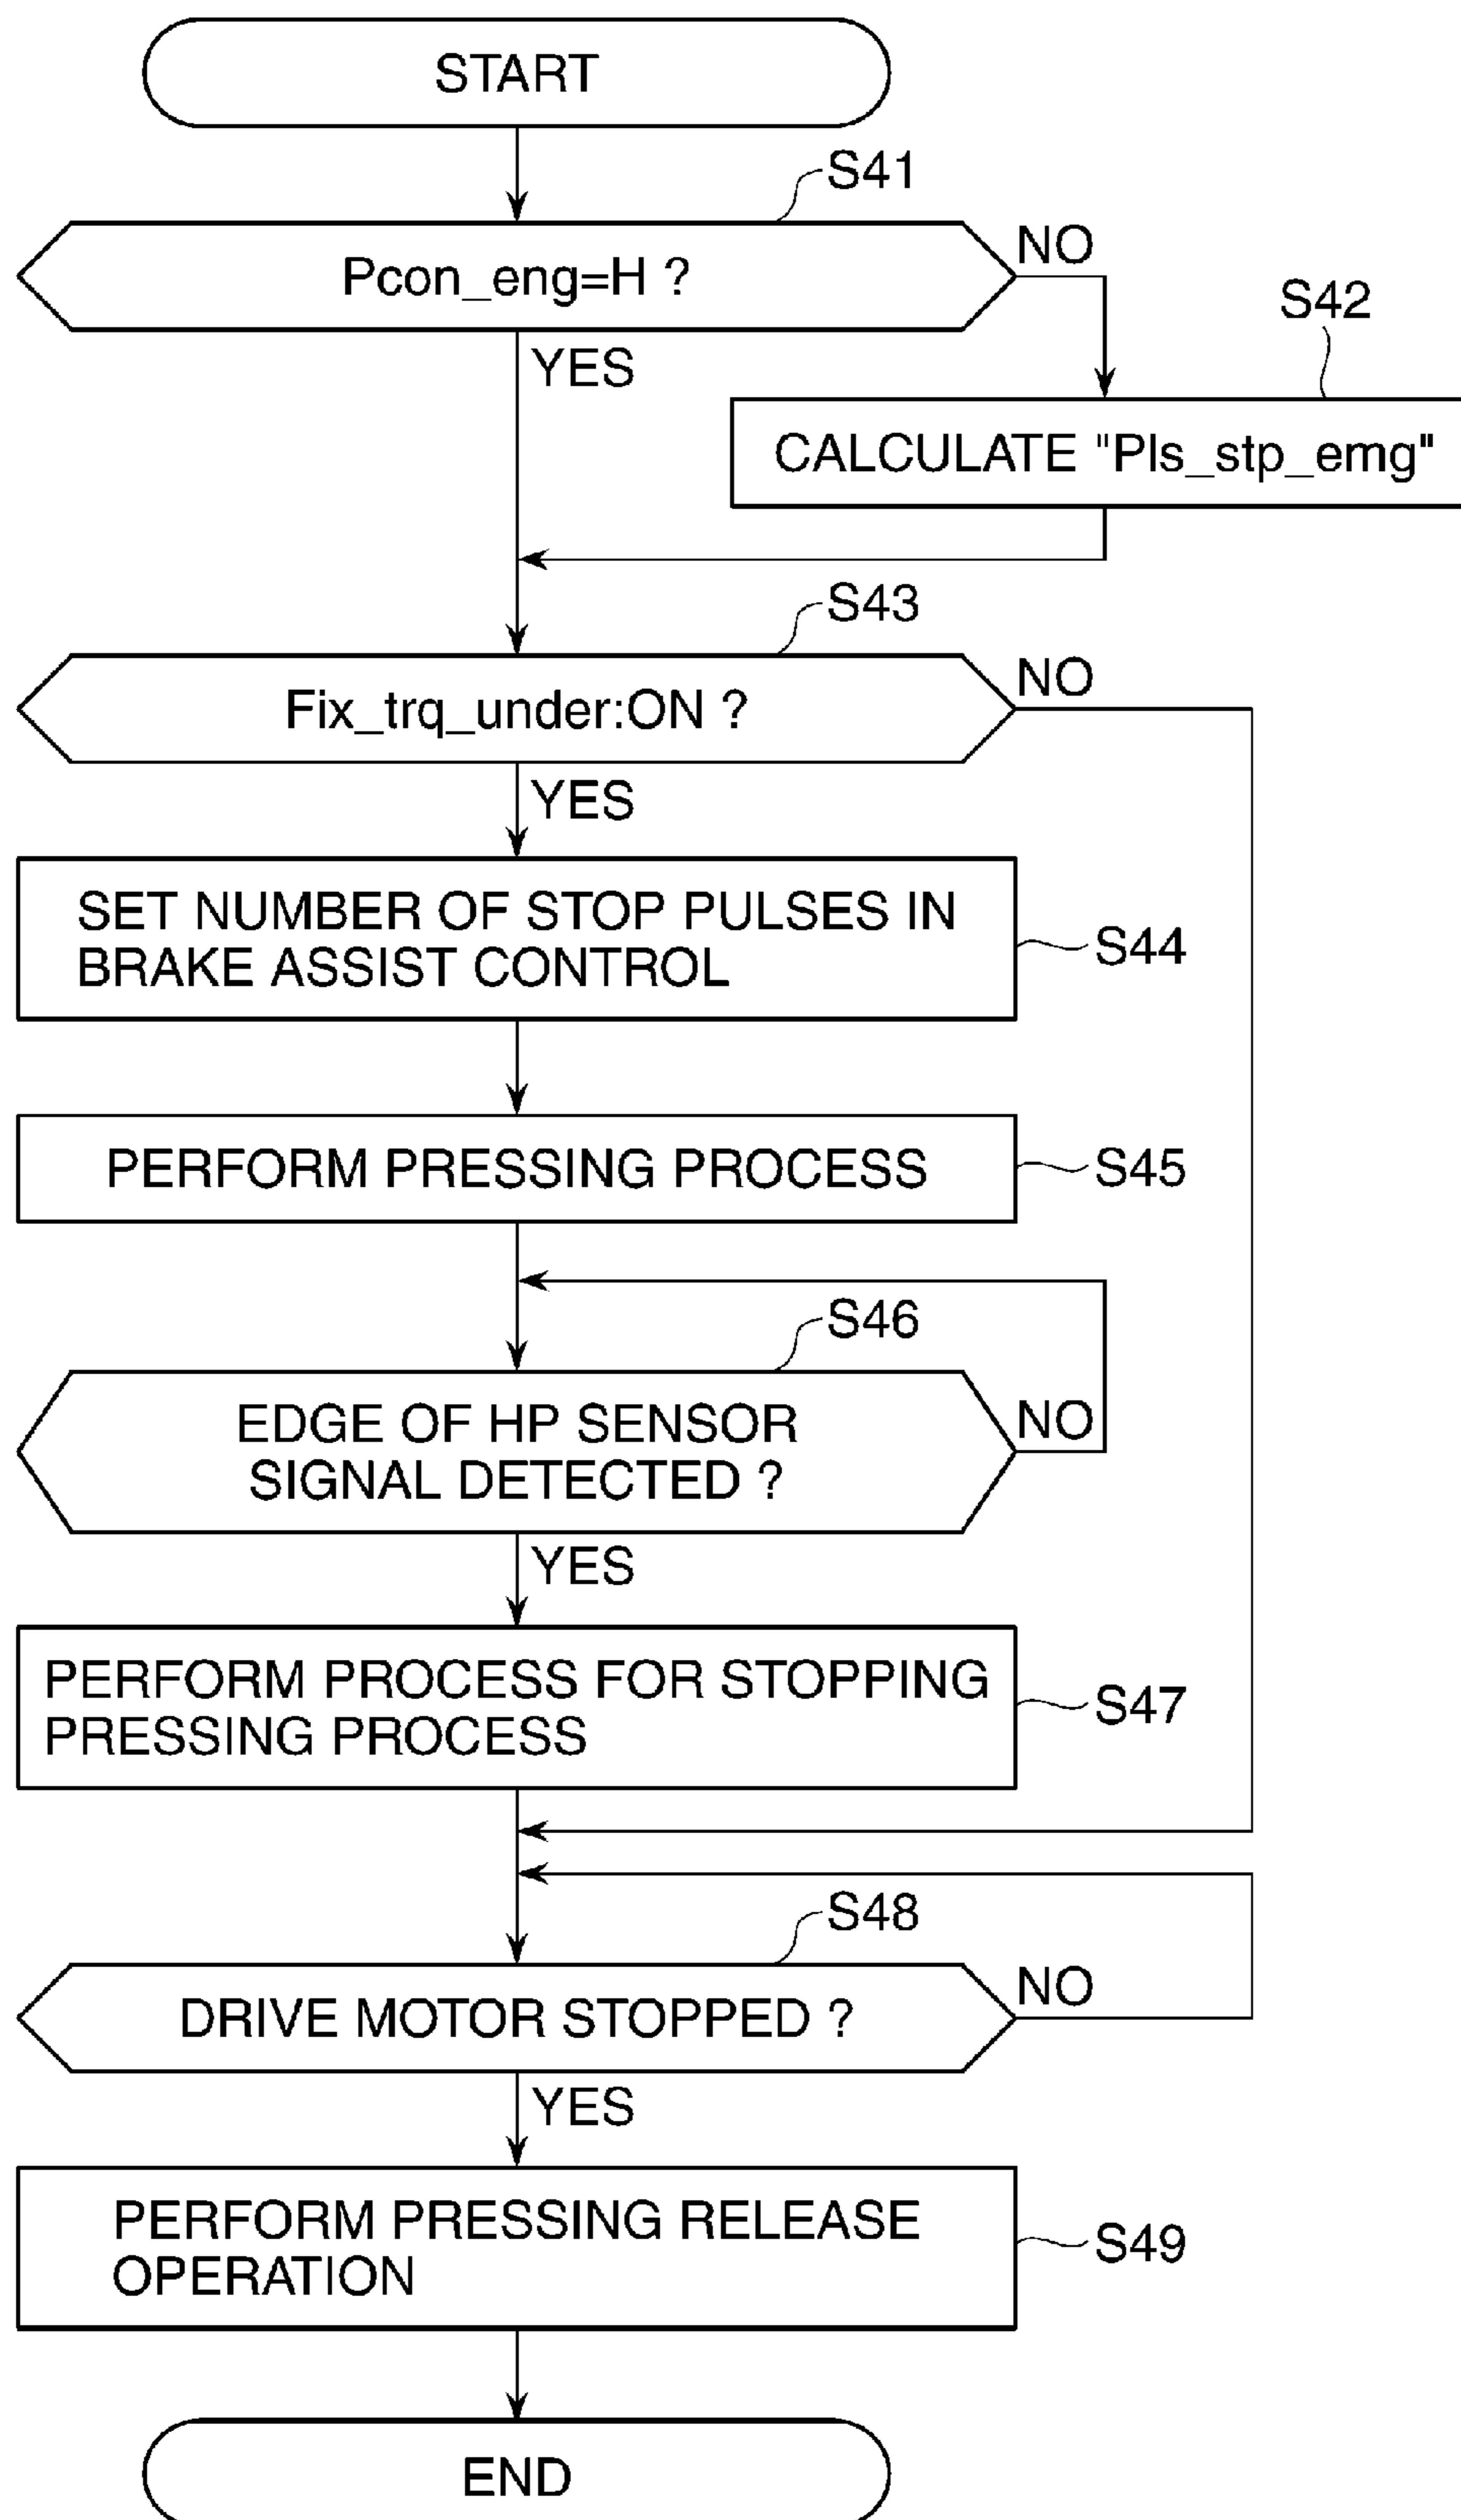 START
S41
Pcon_eng=H ?
NO
YES
S42
CALCULATE "Pls_stp_emg"
S43
Fix_trq_under:ON ?
NO
YES
SET NUMBER OF STOP PULSES IN
BRAKE ASSIST CONTROL
S44
PERFORM PRESSING PROCESS
S45
S46
EDGE OF HP SENSOR
SIGNAL DETECTED ?
NO
YES
PERFORM PROCESS FOR STOPPING
PRESSING PROCESS
S47
S48
DRIVE MOTOR STOPPED ?
NO
YES
PERFORM PRESSING RELEASE
OPERATION
S49
END